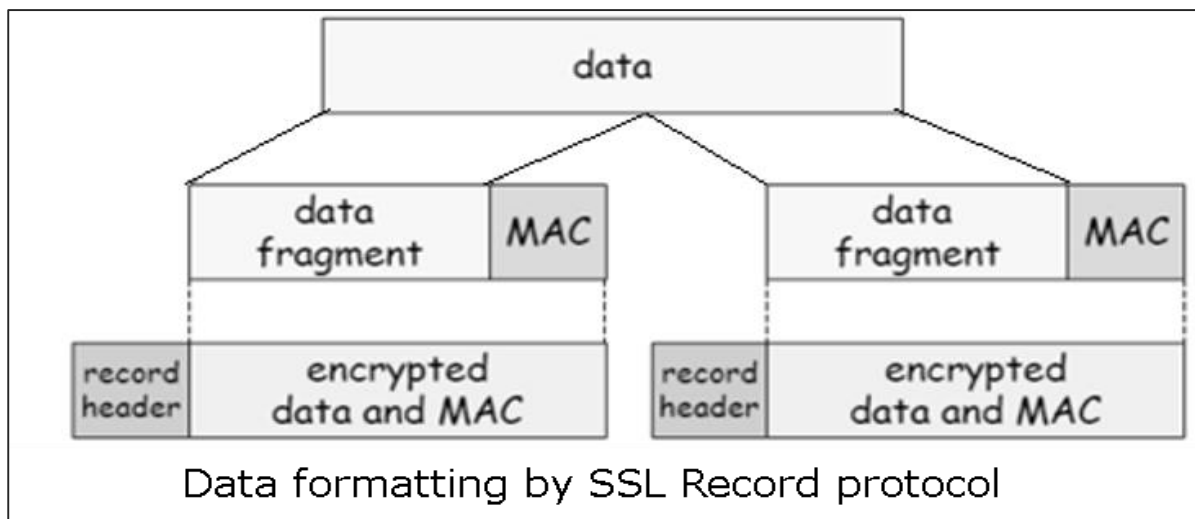 data
data
fragment
MAC
data
fragment
MAC
record
header
encrypted
data and MAC
record
header
encrypted
data and MAC
Data formatting by SSL Record protocol